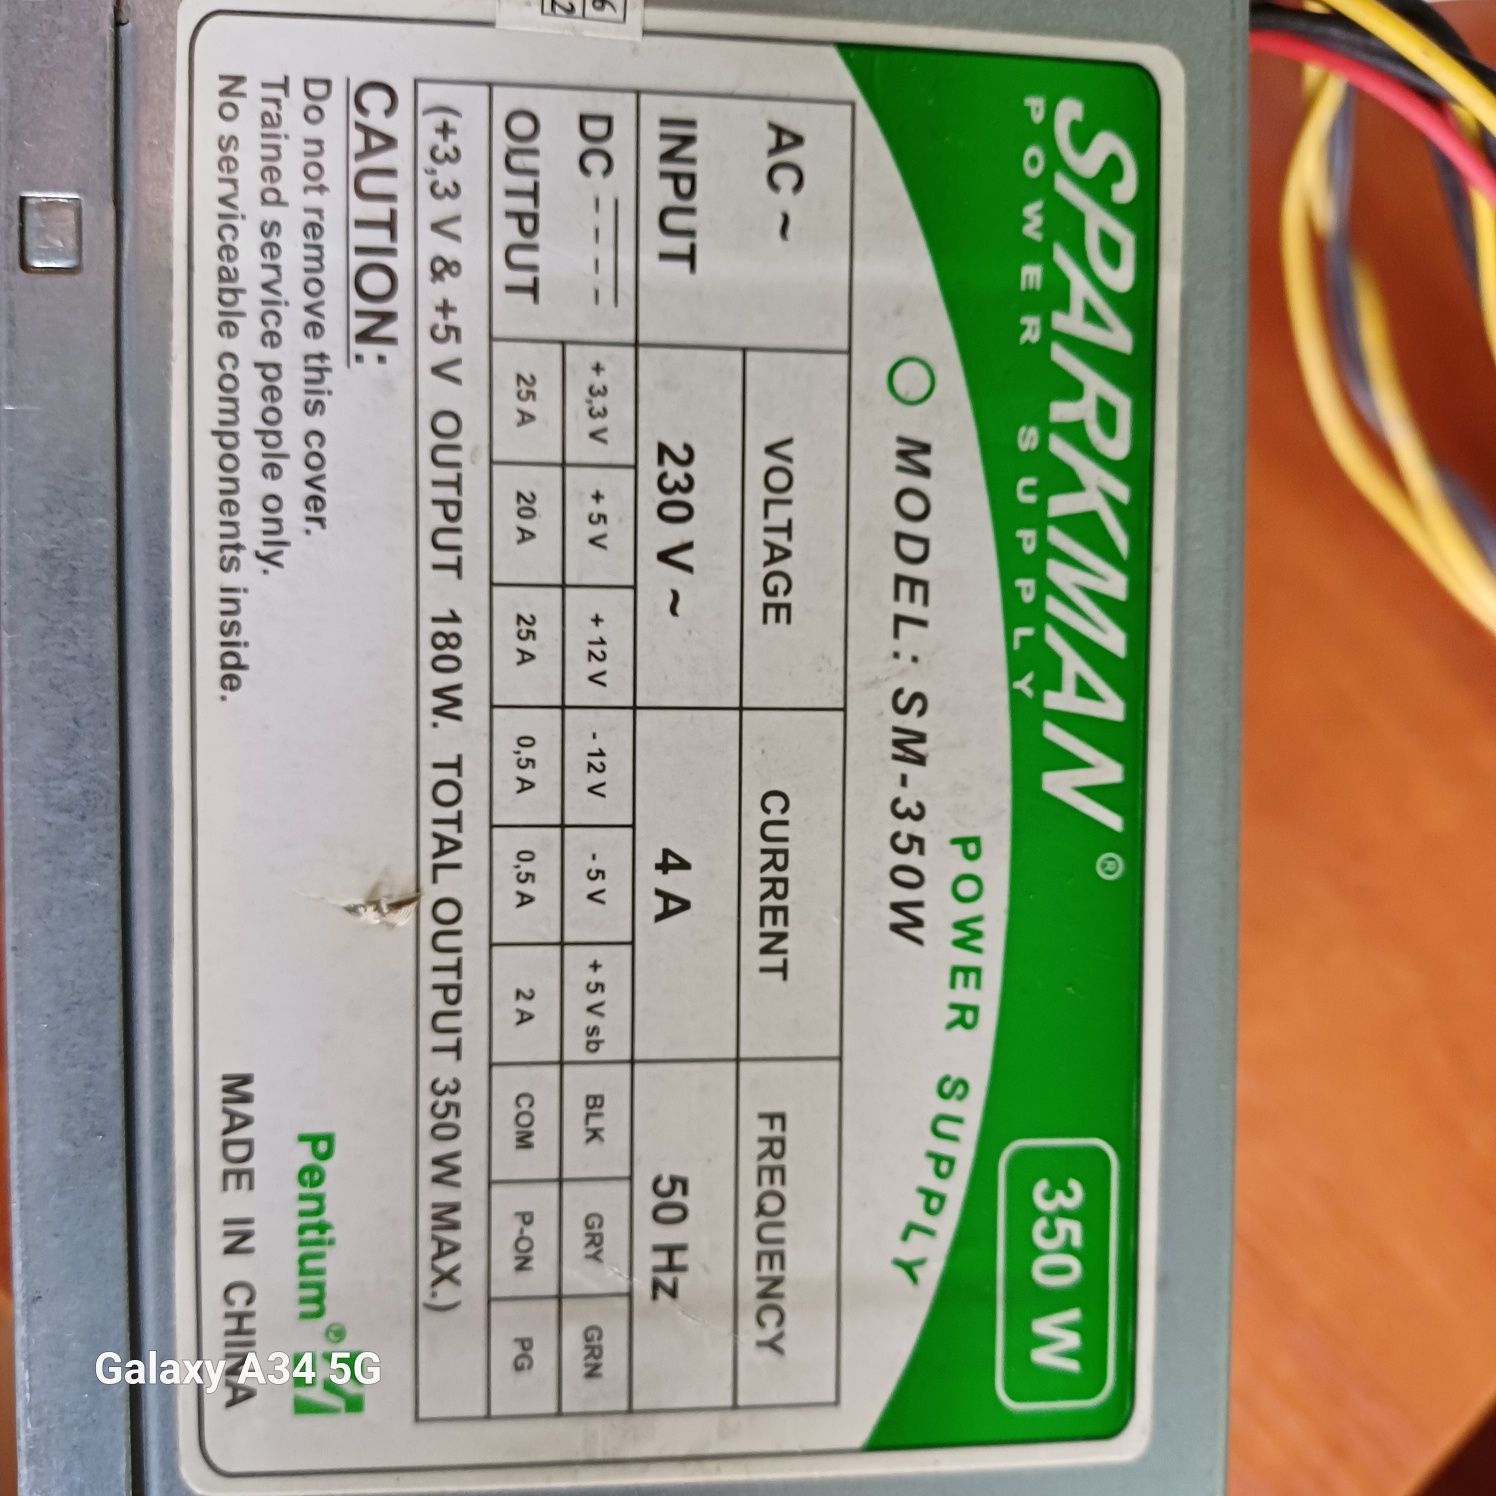 SPARKMAN ®
POWER SUPPLY
350 W
POWER SUPPLY
MODEL: SM-350W
AC ~ VOLTAGE CURRENT FREQUENCY
INPUT 230 V ~ 4 A 50 Hz
DC + 3,3 V + 5 V + 12 V - 12 V - 5 V + 5 V sb BLK GRY GRN
OUTPUT 25 A 20 A 25 A 0,5 A 0,5 A 2 A COM P-ON PG
(+3,3 V & +5 V OUTPUT 180 W. TOTAL OUTPUT 350 W MAX.)
CAUTION:
Do not remove this cover.
Trained service people only.
No serviceable components inside.
Pentium®
MADE IN CHINA
6
2
Galaxy A34 5G